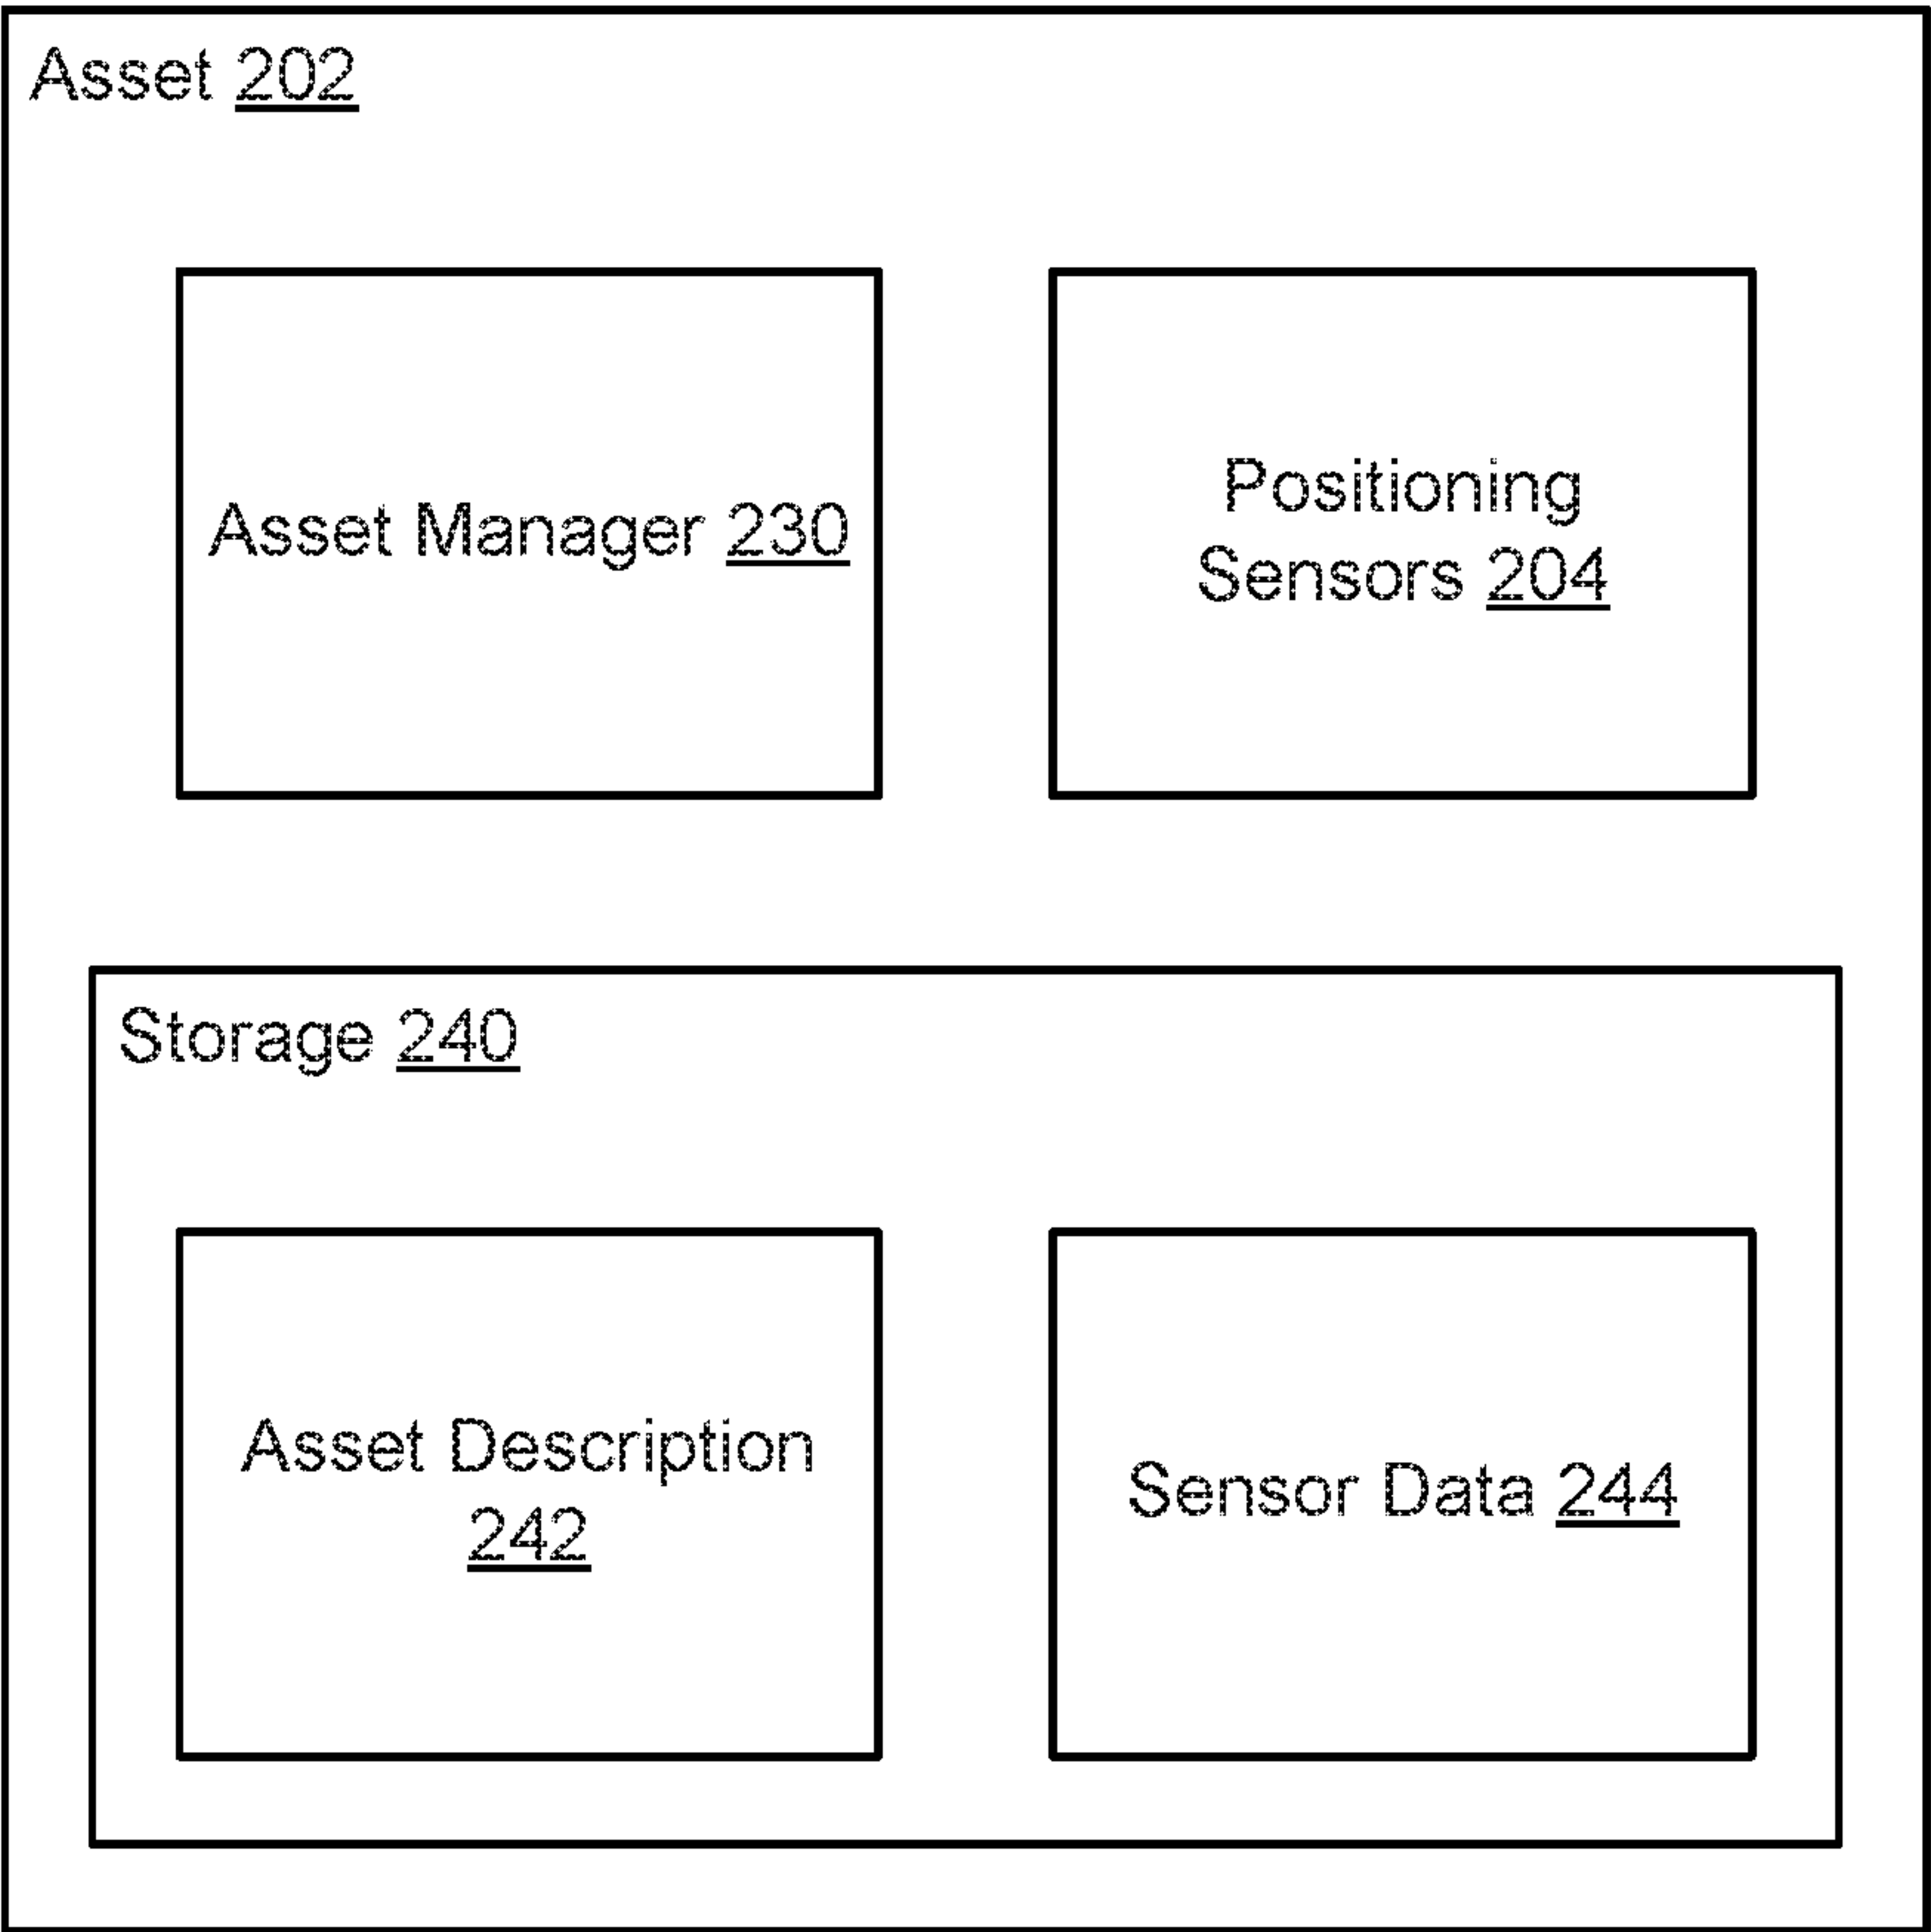 Asset 202
Asset Manager 230
Positioning
Sensors 204
Storage 240
Asset Description
242
Sensor Data 244